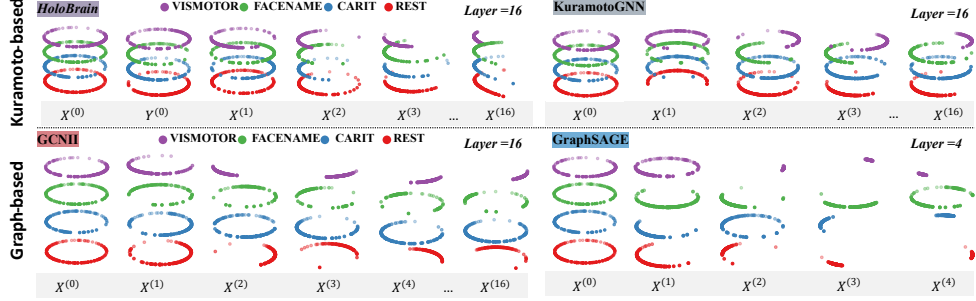 Kuramoto-based
HoloBrain
VISMOTOR FACENAME CARIT REST
Layer =16
X(0) Y(0) X(1) X(2) X(3) ... X(16)
KuramotoGNN
Layer =16
X(0) X(1) X(2) X(3) ... X(16)
Graph-based
GCNII
VISMOTOR FACENAME CARIT REST
Layer =16
X(0) X(1) X(2) X(3) X(4) ... X(16)
GraphSAGE
Layer =4
X(0) X(1) X(2) X(3) X(4)